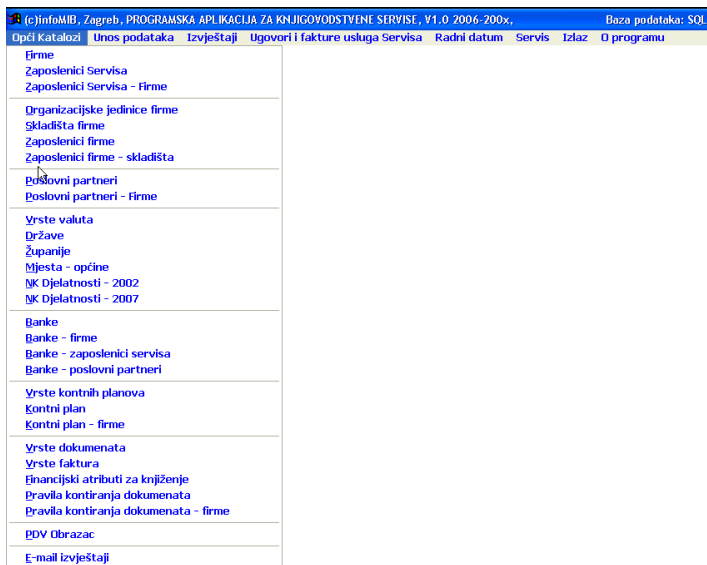 (c)infoMIB, Zagreb, PROGRAMSKA APLIKACIJA ZA KNJIGOVODSTVENE SERVISE, V1.0 2006-200x, Baza podataka: SQL
Opći Katalozi Unos podataka Izvještaji Ugovori i fakture usluga Servisa Radni datum Servis Izlaz O programu
Firme
Zaposlenici Servisa
Zaposlenici Servisa - Firme
Organizacijske jedinice firme
Skladišta firme
Zaposlenici firme
Zaposlenici firme - skladišta
Poslovni partneri
Poslovni partneri - Firme
Vrste valuta
Države
Županije
Mjesta - općine
NK Djelatnosti - 2002
NK Djelatnosti - 2007
Banke
Banke - firme
Banke - zaposlenici servisa
Banke - poslovni partneri
Vrste kontnih planova
Kontni plan
Kontni plan - firme
Vrste dokumenata
Vrste faktura
Financijski atributi za knjiženje
Pravila kontiranja dokumenata
Pravila kontiranja dokumenata - firme
PDV Obrazac
E-mail izvještaji